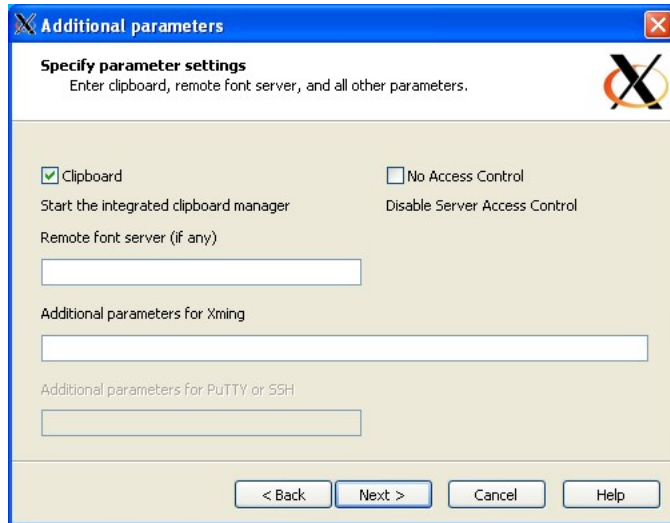 Additional parameters
Specify parameter settings
Enter clipboard, remote font server, and all other parameters.
Clipboard
No Access Control
Start the integrated clipboard manager
Disable Server Access Control
Remote font server (if any)
Additional parameters for Xming
Additional parameters for PuTTY or SSH
< Back
Next >
Cancel
Help